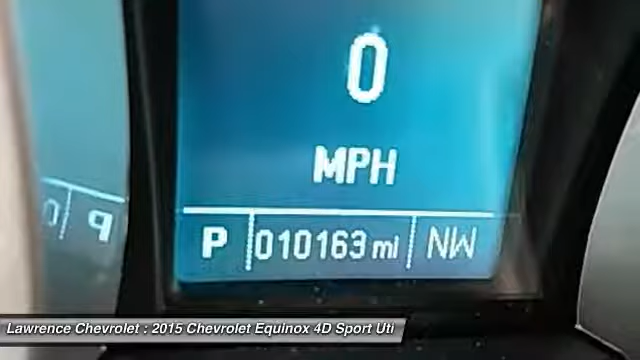 0
MPH
P 010163 mi NW
Lawrence Chevrolet : 2015 Chevrolet Equinox 4D Sport Uti